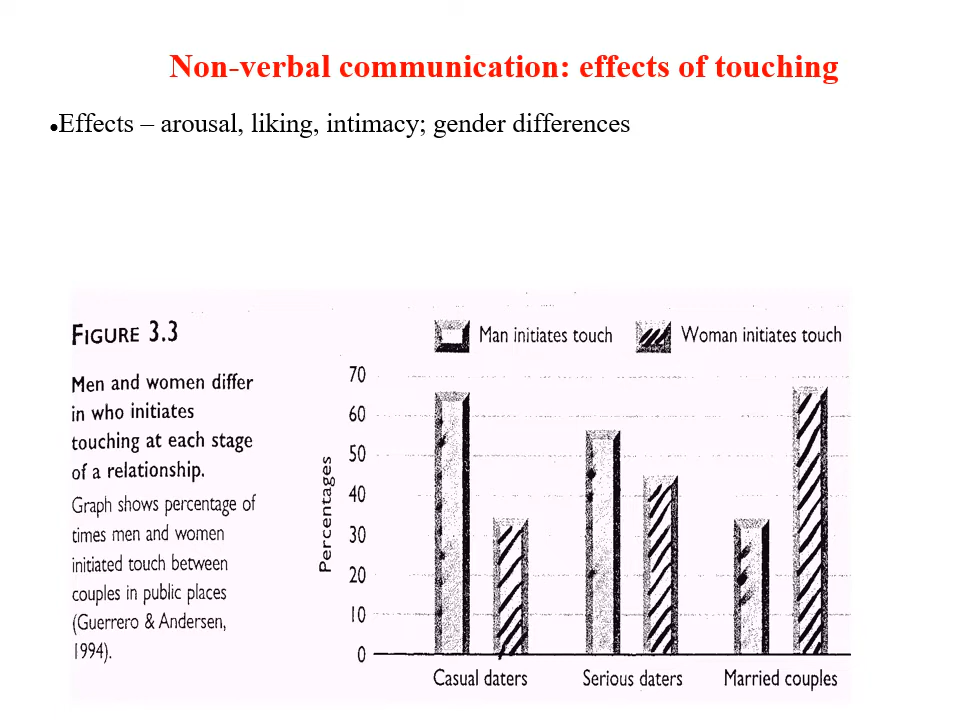 Non-verbal communication: effects of touching
●Effects – arousal, liking, intimacy; gender differences
FIGURE 3.3
Men and women differ
in who initiates
touching at each stage
of a relationship.
Graph shows percentage of
times men and women
initiated touch between
couples in public places
(Guerrero & Andersen,
1994).
Man initiates touch
Woman initiates touch
Percentages
70
60
50
40
30
20
10
0
Casual daters
Serious daters
Married couples